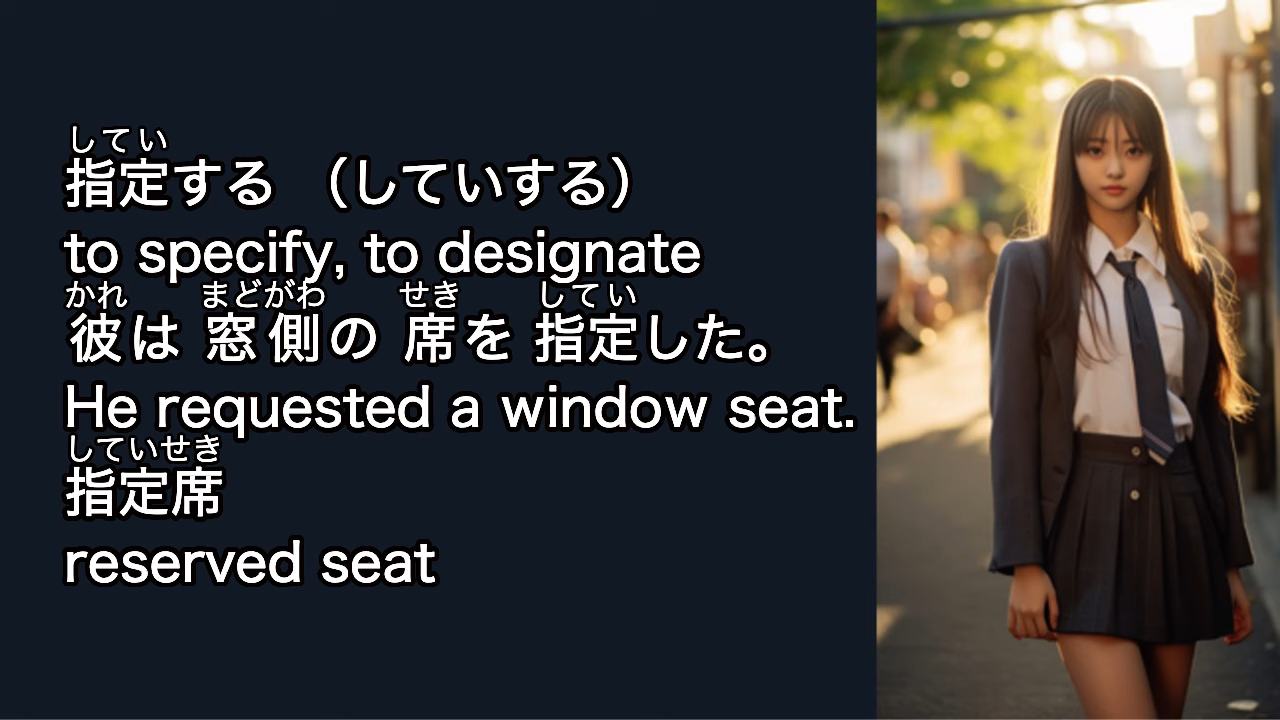 してい
指定する （していする）
to specify, to designate
かれ まどがわ せき してい
彼は 窓側の 席を 指定した。
He requested a window seat.
していせき
指定席
reserved seat